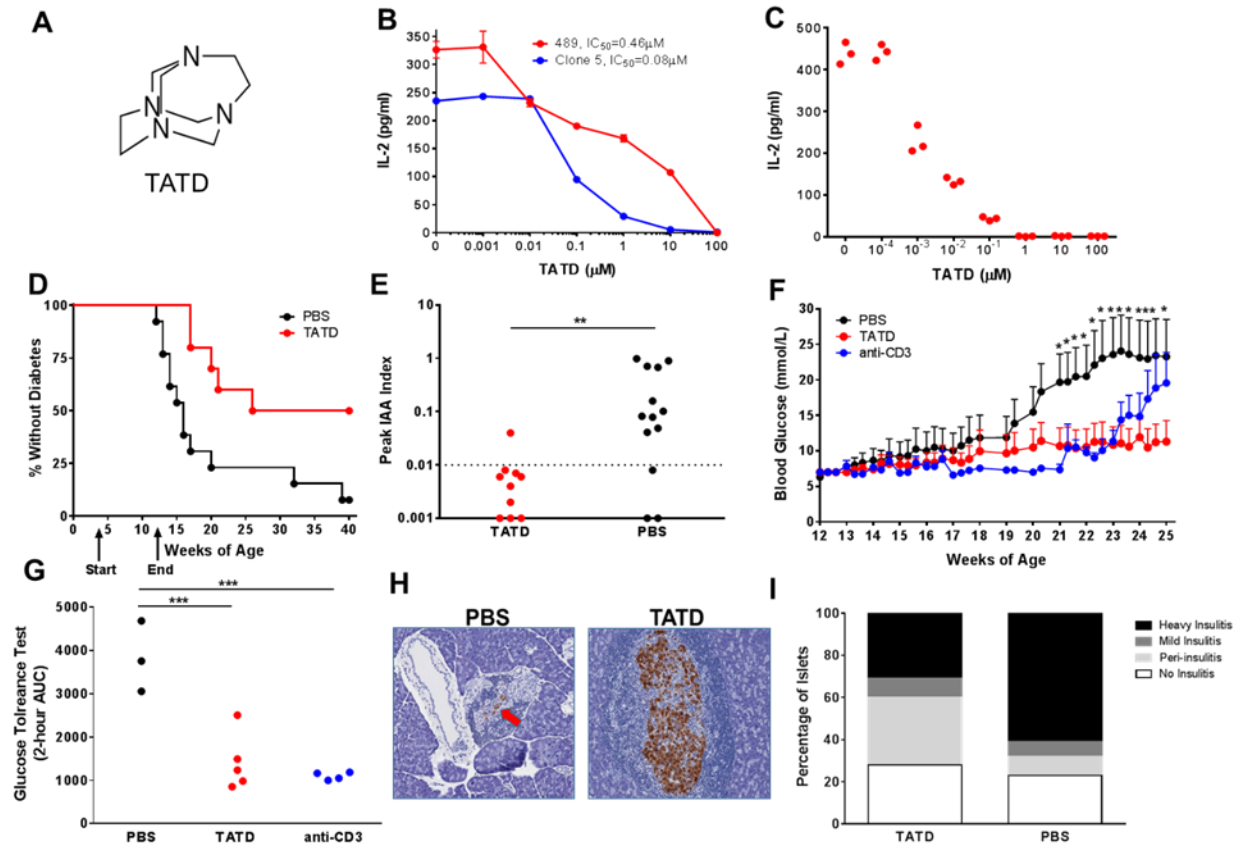 A
N
N
N
N
TATD
B
350
300
250
200
150
100
50
0
IL-2 (pg/ml)
489, IC50=0.46µM
Clone 5, IC50=0.08µM
0 0.001 0.01 0.1 1 10 100
TATD (µM)
C
500
400
300
200
100
0
IL-2 (pg/ml)
0 10-4 10-3 10-2 10-1 1 10 100
TATD (µM)
D
100
75
50
25
0
% Without Diabetes
PBS
TATD
0 5 10 15 20 25 30 35 40
Weeks of Age
Start End
E
10
1
0.1
0.01
0.001
Peak IAA Index
**
TATD PBS
F
30
25
20
15
10
5
0
Blood Glucose (mmol/L)
PBS
TATD
anti-CD3
* * * * * * * * * * * * *
12 13 14 15 16 17 18 19 20 21 22 23 24 25
Weeks of Age
G
5000
4000
3000
2000
1000
0
Glucose Tolreance Test
(2-hour AUC)
***
***
PBS TATD anti-CD3
H
PBS TATD
I
100
80
60
40
20
0
Percentage of Islets
Heavy Insulitis
Mild Insulitis
Peri-insulitis
No Insulitis
TATD PBS